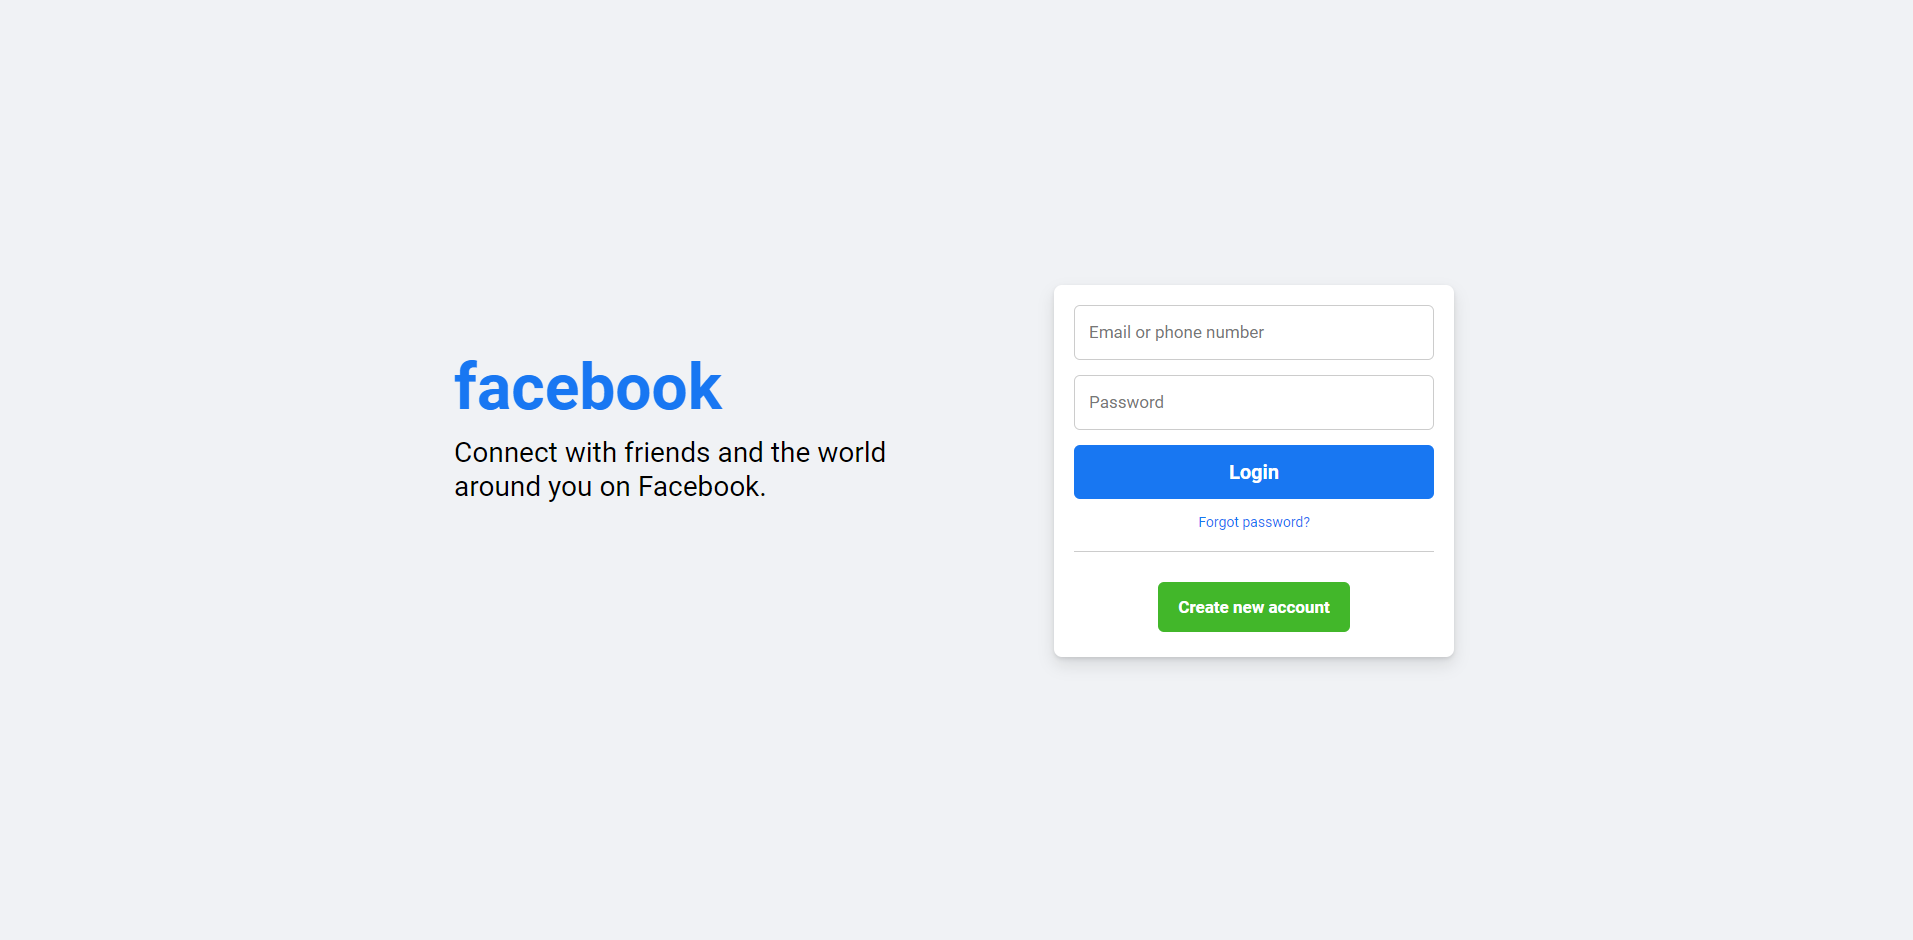 facebook
Connect with friends and the world
around you on Facebook.
Email or phone number
Password
Login
Forgot password?
Create new account